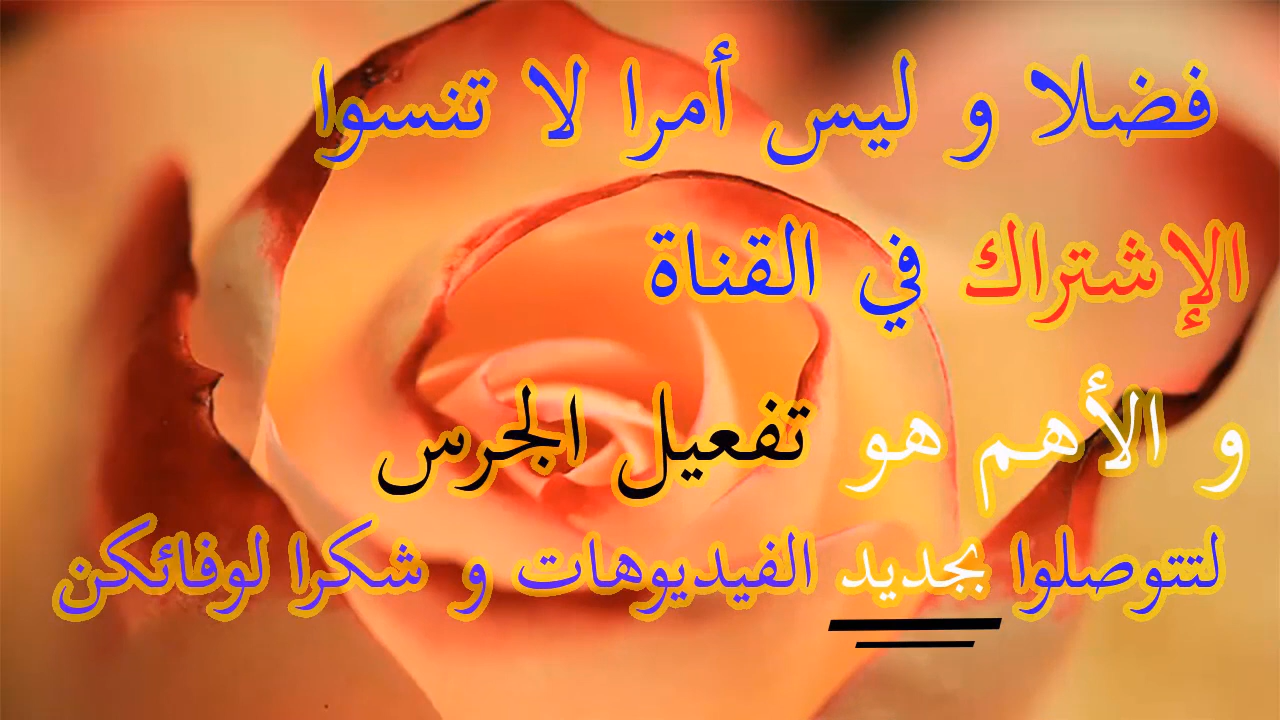 فضلا و ليس أمرا لا تنسوا
الإشتراك في القناة
و الأهم هو تفعيل الجرس
لتتوصلوا بجديد الفيديوهات و شكرا لوفائكن